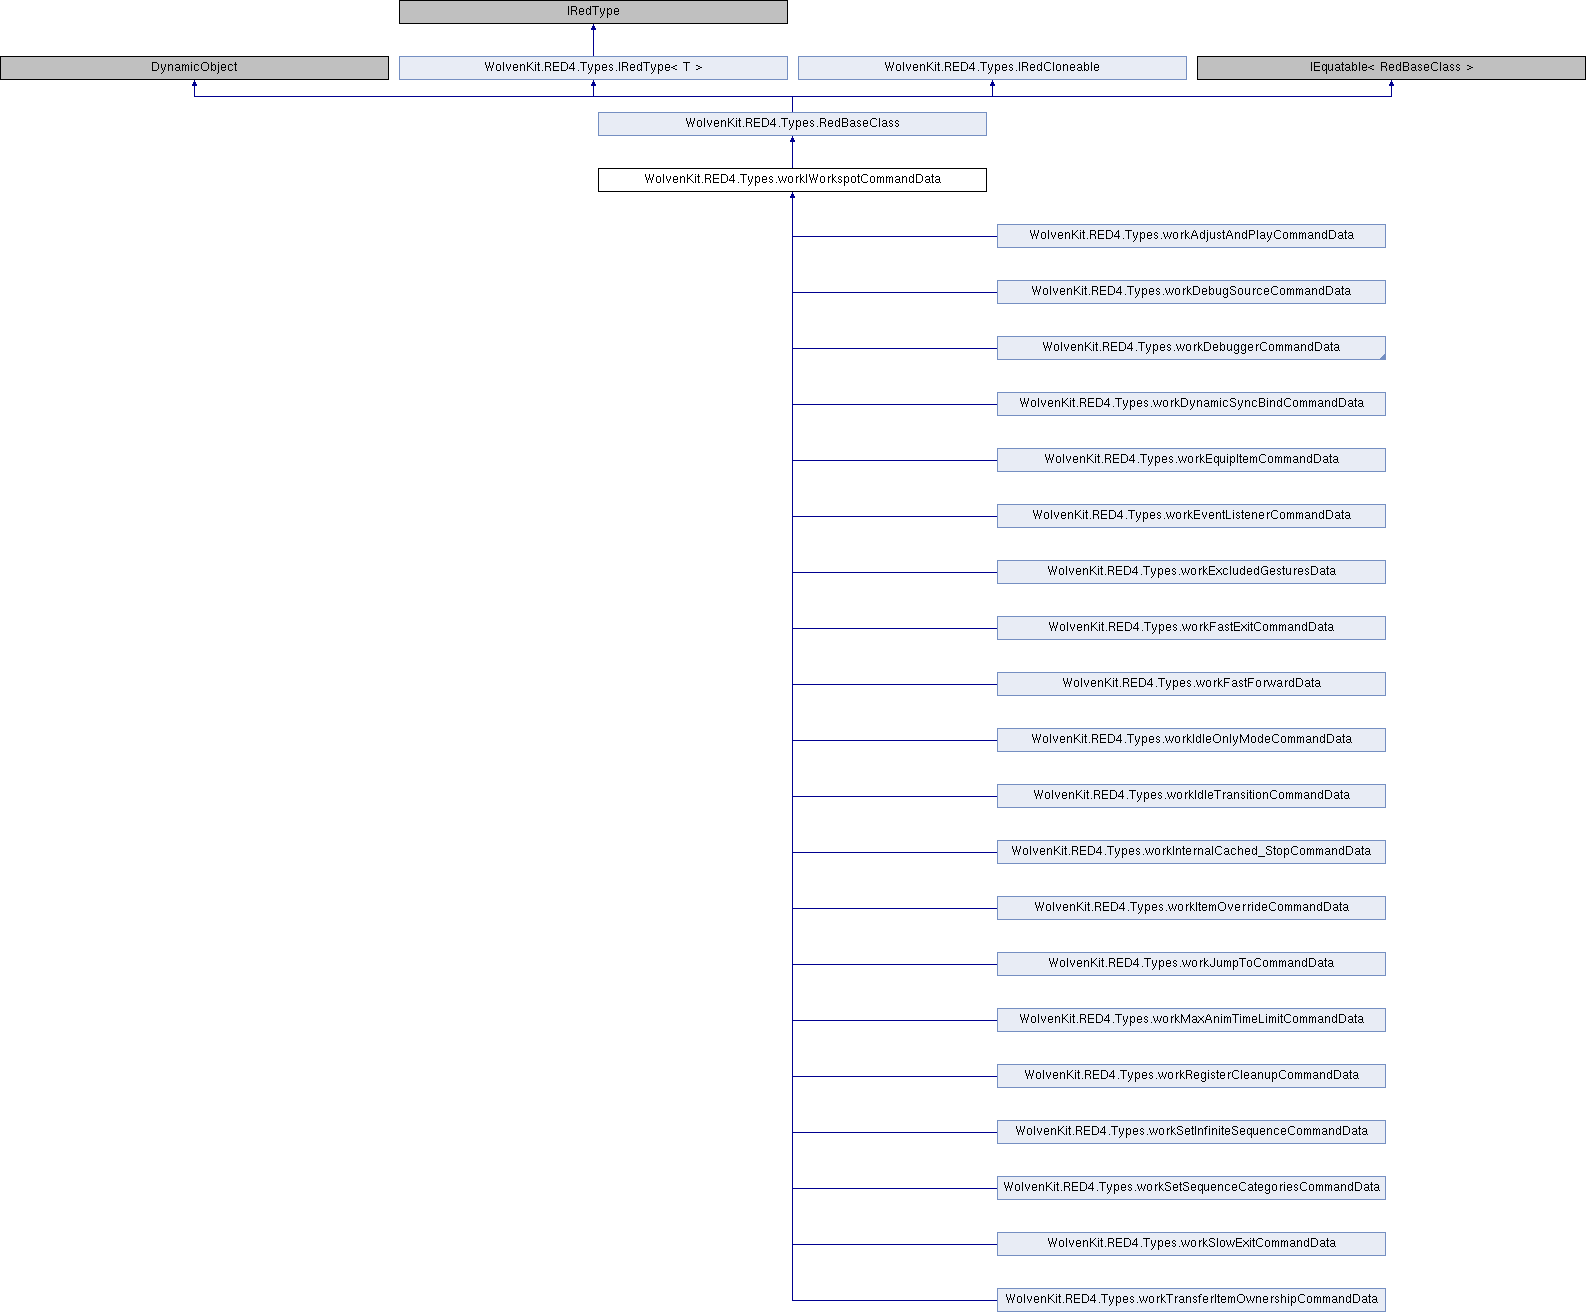 IRedType
DynamicObject
WolvenKit.RED4.Types.IRedType< T >
WolvenKit.RED4.Types.IRedCloneable
IEquatable< RedBaseClass >
WolvenKit.RED4.Types.RedBaseClass
WolvenKit.RED4.Types.workIWorkspotCommandData
WolvenKit.RED4.Types.workAdjustAndPlayCommandData
WolvenKit.RED4.Types.workDebugSourceCommandData
WolvenKit.RED4.Types.workDebuggerCommandData
WolvenKit.RED4.Types.workDynamicSyncBindCommandData
WolvenKit.RED4.Types.workEquipItemCommandData
WolvenKit.RED4.Types.workEventListenerCommandData
WolvenKit.RED4.Types.workExcludedGesturesData
WolvenKit.RED4.Types.workFastExitCommandData
WolvenKit.RED4.Types.workFastForwardData
WolvenKit.RED4.Types.workIdleOnlyModeCommandData
WolvenKit.RED4.Types.workIdleTransitionCommandData
WolvenKit.RED4.Types.workInternalCached_StopCommandData
WolvenKit.RED4.Types.workItemOverrideCommandData
WolvenKit.RED4.Types.workJumpToCommandData
WolvenKit.RED4.Types.workMaxAnimTimeLimitCommandData
WolvenKit.RED4.Types.workRegisterCleanupCommandData
WolvenKit.RED4.Types.workSetInfiniteSequenceCommandData
WolvenKit.RED4.Types.workSetSequenceCategoriesCommandData
WolvenKit.RED4.Types.workSlowExitCommandData
WolvenKit.RED4.Types.workTransferItemOwnershipCommandData